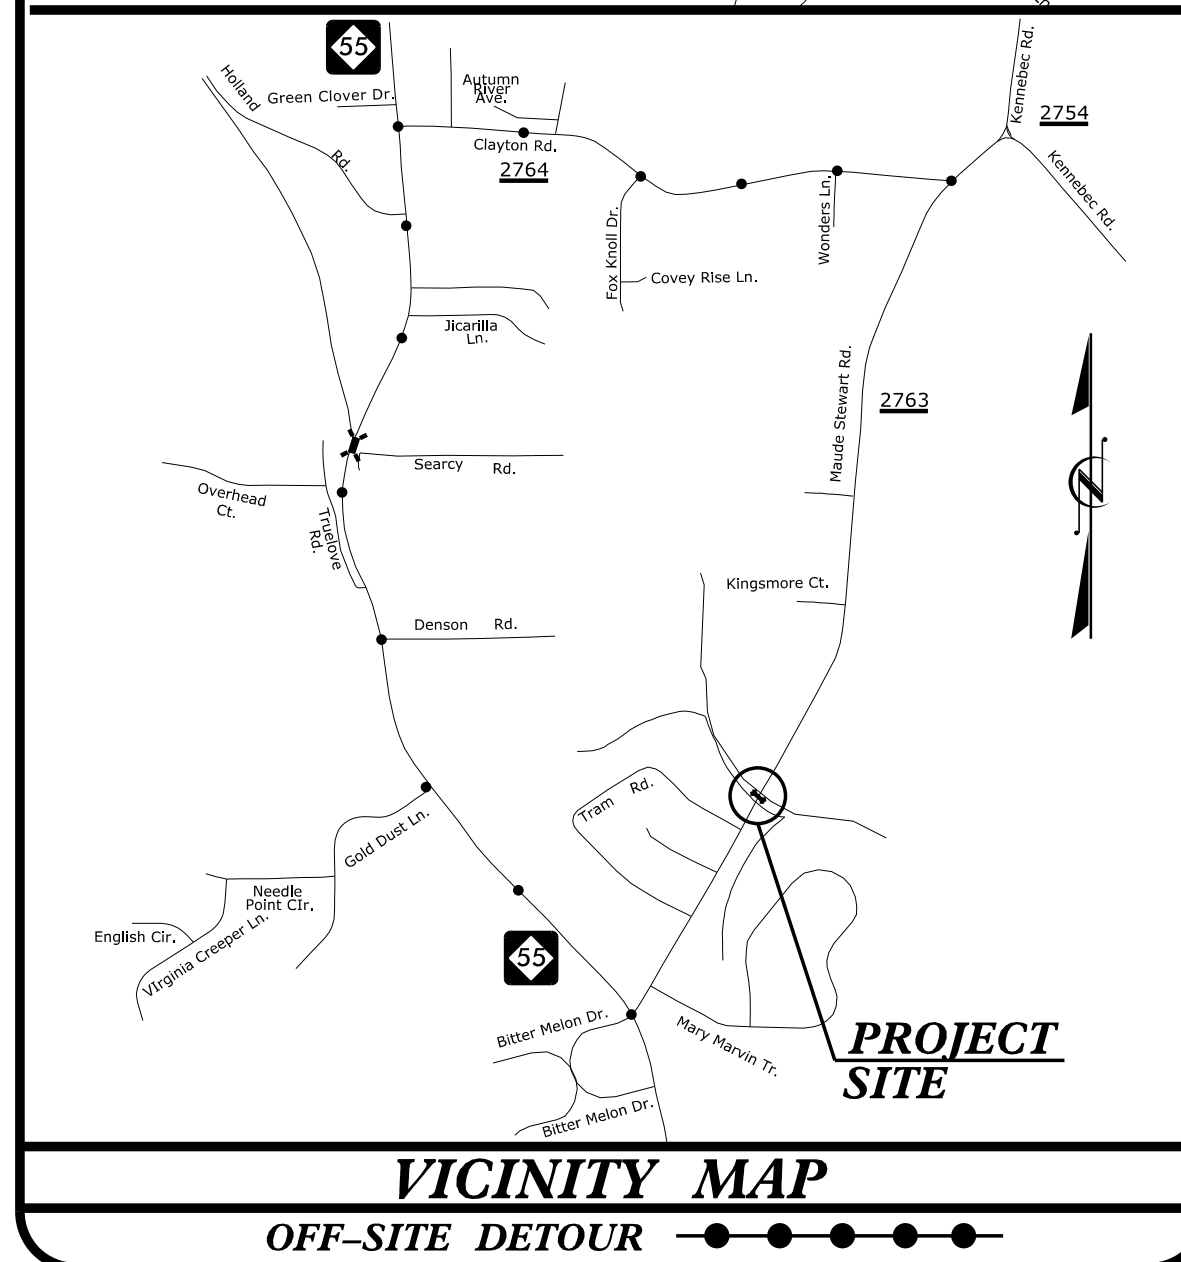 55
Holland
Rd.
Green Clover Dr.
Autumn
River
Ave.
Clayton Rd.
2764
Kennebec Rd.
2754
Kennebec Rd.
Fox Knoll Dr.
Covey Rise Ln.
Wonders Ln.
Jicarilla
Ln.
Maude Stewart Rd.
2763
Searcy Rd.
Overhead
Ct.
Truelove
Rd.
N
Kingsmore Ct.
Denson Rd.
Tram Rd.
Gold Dust Ln.
Needle
Point CIr.
English Cir.
VIrginia Creeper Ln.
55
Bitter Melon Dr.
Mary Marvin Tr.
Bitter Melon Dr.
PROJECT
SITE
VICINITY MAP
OFF-SITE DETOUR